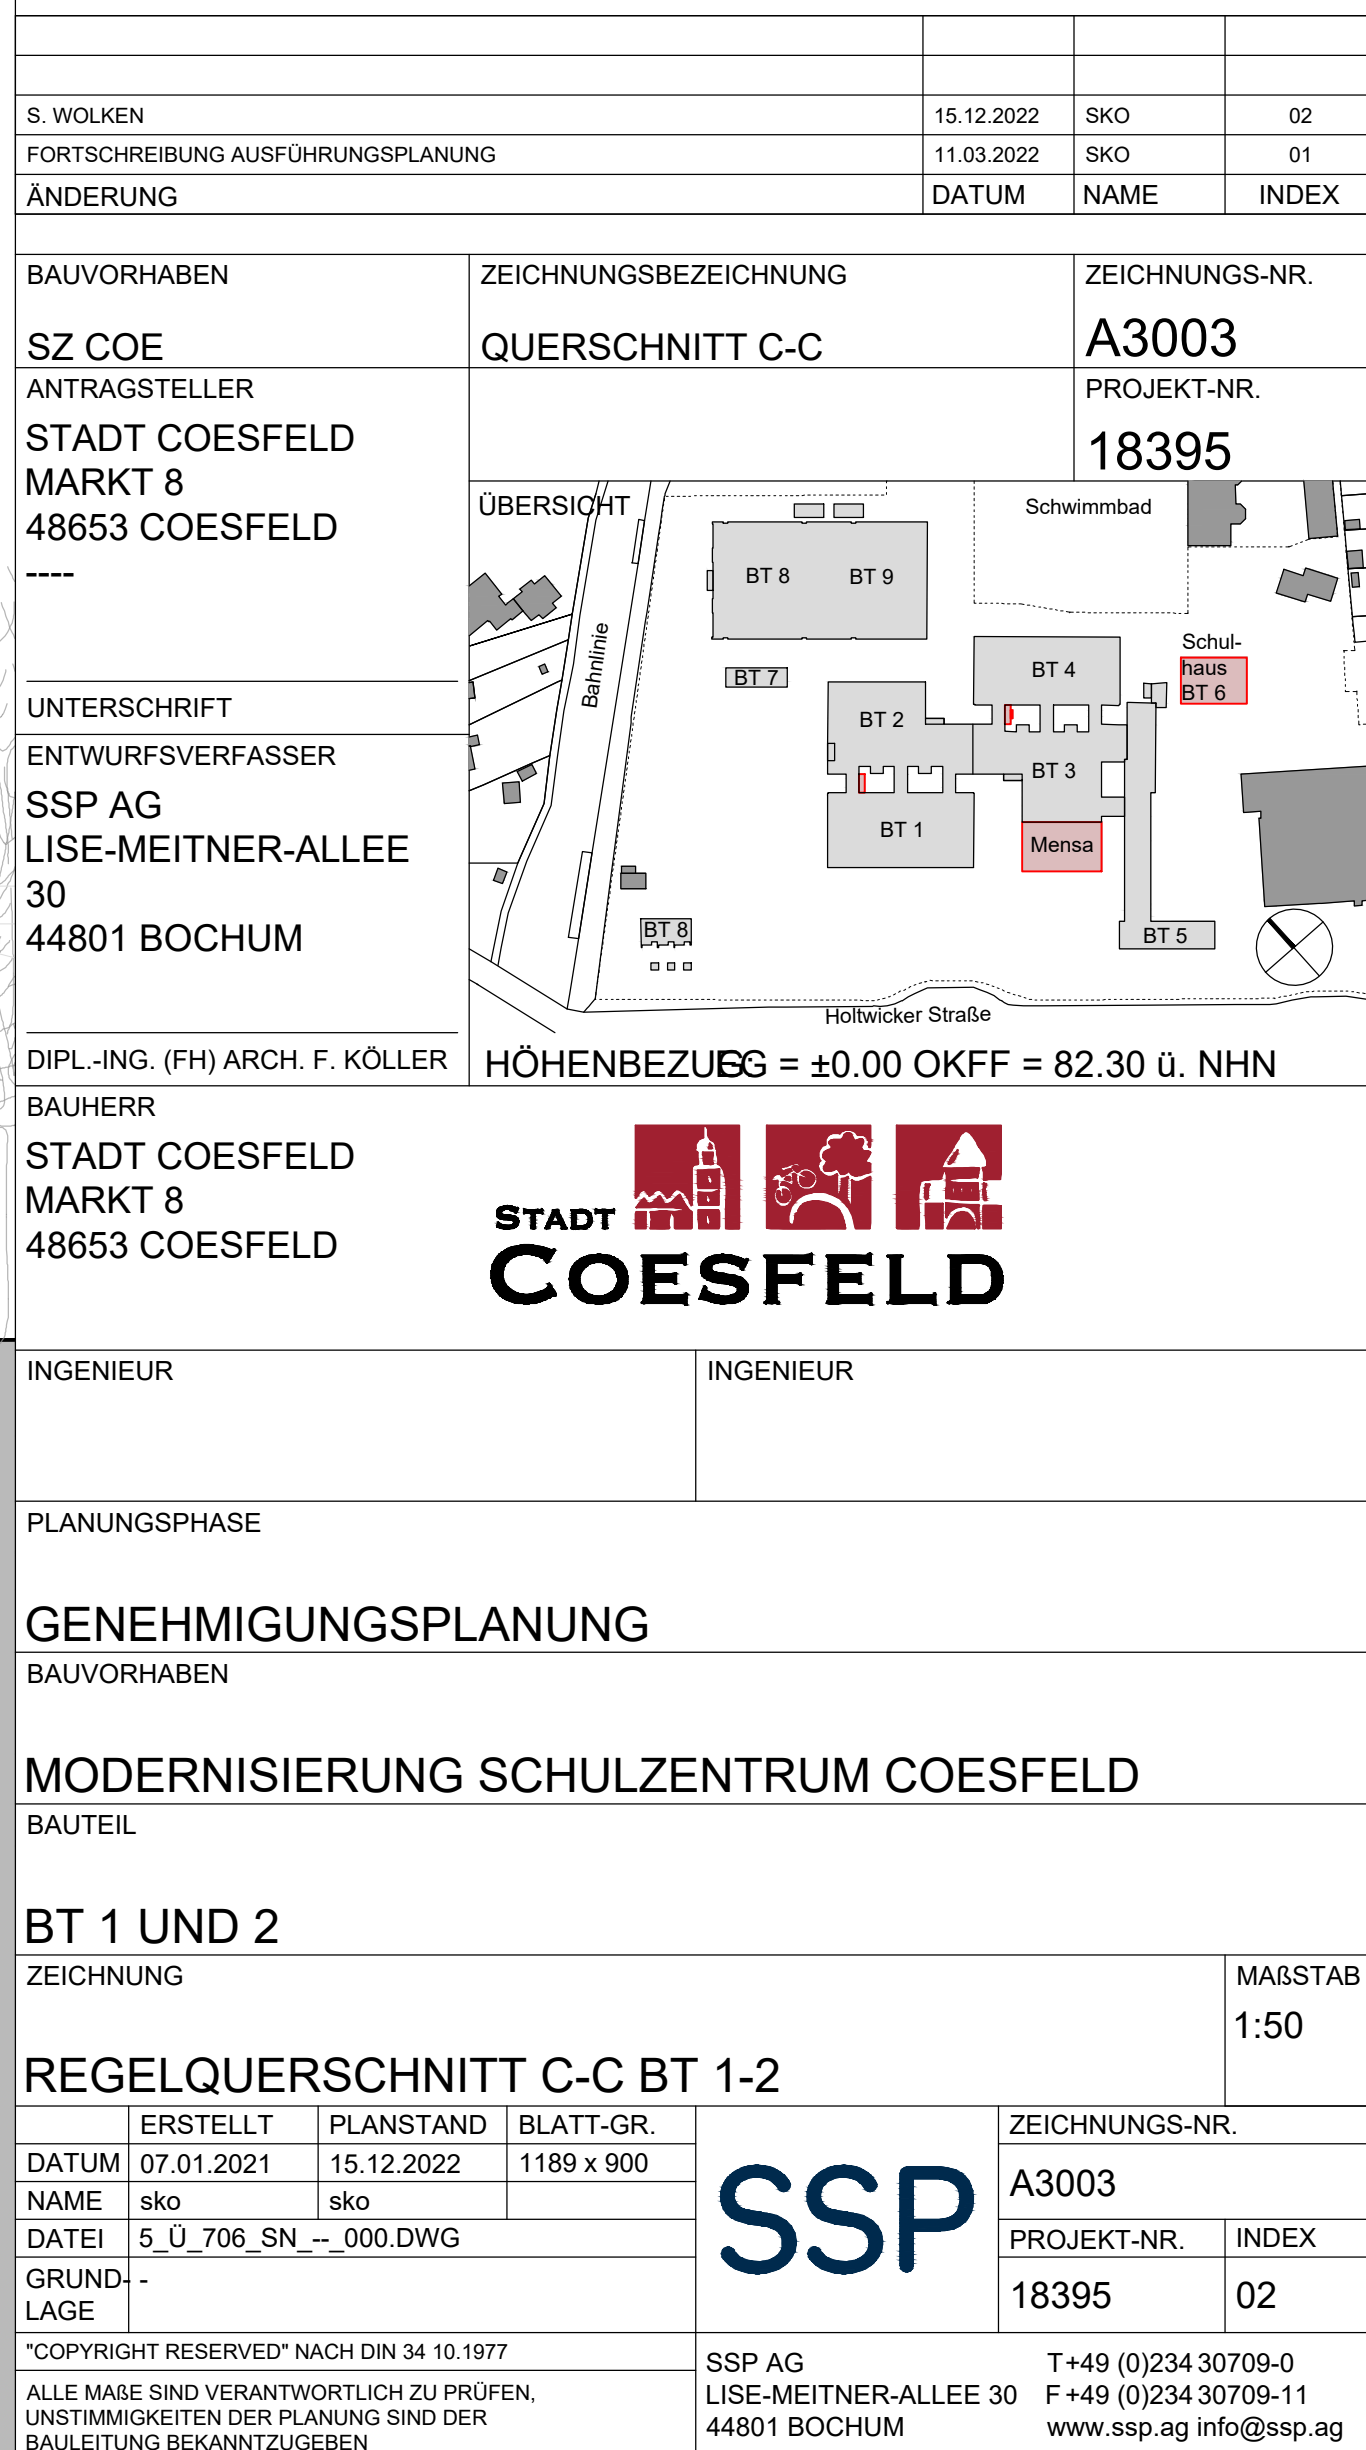 S. WOLKEN 15.12.2022 SKO 02
FORTSCHREIBUNG AUSFÜHRUNGSPLANUNG 11.03.2022 SKO 01
ÄNDERUNG DATUM NAME INDEX
BAUVORHABEN
SZ COE
ZEICHNUNGSBEZEICHNUNG
QUERSCHNITT C-C
ZEICHNUNGS-NR.
A3003
ANTRAGSTELLER
STADT COESFELD
MARKT 8
48653 COESFELD
----
PROJEKT-NR.
18395
UNTERSCHRIFT
ENTWURFSVERFASSER
SSP AG
LISE-MEITNER-ALLEE
30
44801 BOCHUM
DIPL.-ING. (FH) ARCH. F. KÖLLER
ÜBERSICHT
Schwimmbad
BT 8
BT 9
Bahnlinie
Schul-
haus
BT 6
BT 4
BT 7
BT 2
BT 3
BT 1
Mensa
BT 8
BT 5
Holtwicker Straße
HÖHENBEZUG: EG = ±0.00 OKFF = 82.30 ü. NHN
BAUHERR
STADT COESFELD
MARKT 8
48653 COESFELD
STADT
COESFELD
INGENIEUR
INGENIEUR
PLANUNGSPHASE
GENEHMIGUNGSPLANUNG
BAUVORHABEN
MODERNISIERUNG SCHULZENTRUM COESFELD
BAUTEIL
BT 1 UND 2
ZEICHNUNG
REGELQUERSCHNITT C-C BT 1-2
MAßSTAB
1:50
ERSTELLT PLANSTAND BLATT-GR.
DATUM 07.01.2021 15.12.2022 1189 x 900
NAME sko sko
DATEI 5_Ü_706_SN_--_000.DWG
GRUND- -
LAGE
SSP
ZEICHNUNGS-NR.
A3003
PROJEKT-NR. INDEX
18395 02
"COPYRIGHT RESERVED" NACH DIN 34 10.1977
ALLE MAßE SIND VERANTWORTLICH ZU PRÜFEN,
UNSTIMMIGKEITEN DER PLANUNG SIND DER
BAULEITUNG BEKANNTZUGEBEN
SSP AG T+49 (0)234 30709-0
LISE-MEITNER-ALLEE 30 F +49 (0)234 30709-11
44801 BOCHUM www.ssp.ag info@ssp.ag